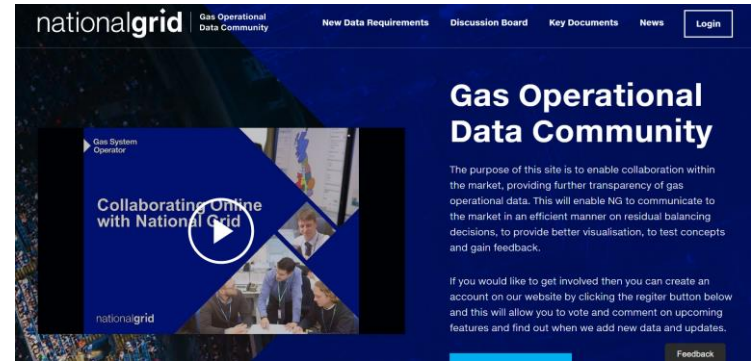 nationalgrid
Gas Operational
Data Community
New Data Requirements
Discussion Board
Key Documents
News
Login
Gas System
Operator
Collaborating Online
with National Grid
nationalgrid
Gas Operational
Data Community
The purpose of this site is to enable collaboration within
the market, providing further transparency of gas
operational data. This will enable NG to communicate to
the market in an efficient manner on residual balancing
decisions, to provide better visualisation, to test concepts
and gain feedback.
If you would like to get involved then you can create an
account on our website by clicking the regiter button below
and this will allow you to vote and comment on upcoming
features and find out when we add new data and updates.
Feedback